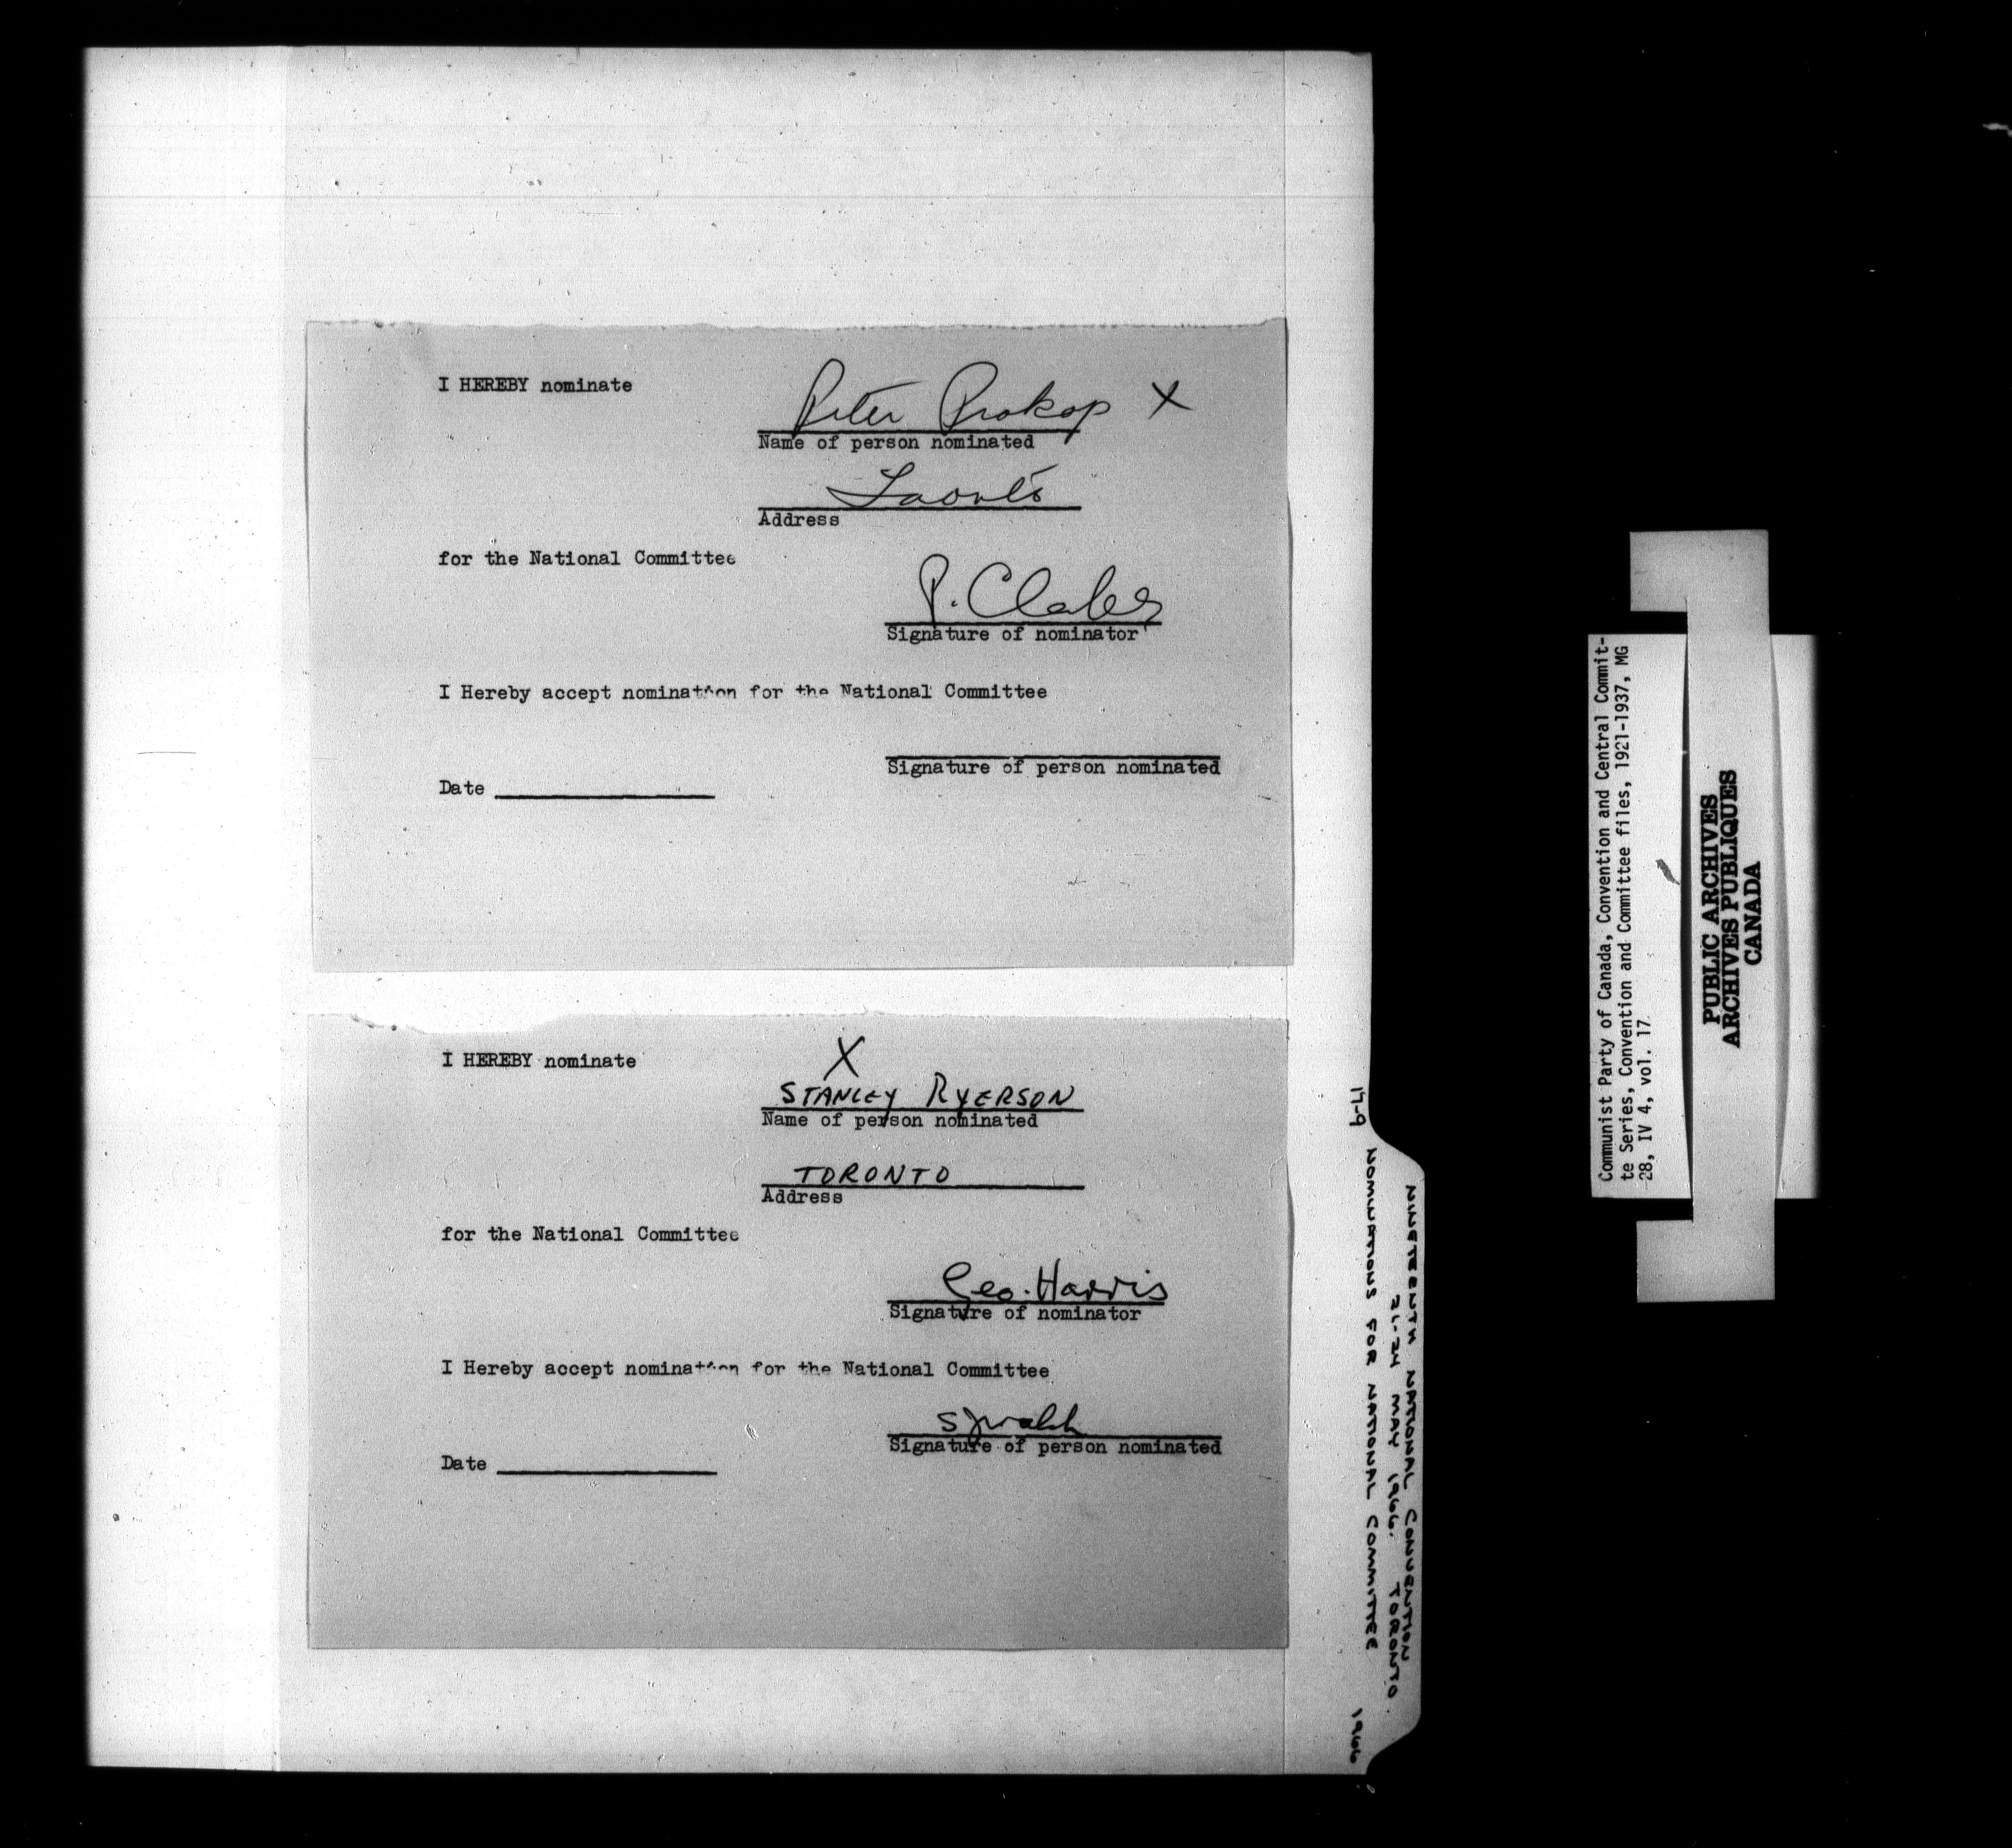 I HEREBY nominate
Peter Prokop X
Name of person nominated
Address
for the National Committee
Signature of nominator
I Hereby accept nomination for the National Committee
Signature of person nominated
Date
I HEREBY nominate
X
STANLEY RYERSON
Name of person nominated
TORONTO
Address
for the National Committee
Geo. Harris
Signature of nominator
I Hereby accept nomination for the National Committee
Signature of person nominated
Date
NINETEENTH NATIONAL CONVENTION
21-24 MAY 1966. TORONTO.
17-9 NOMINATIONS FOR NATIONAL COMMITTEE 1966
Communist Party of Canada, Convention and Central Commit-
te Series, Convention and Committee files, 1921-1937, MG
28, IV 4, vol. 17
PUBLIC ARCHIVES
ARCHIVES PUBLIQUES
CANADA